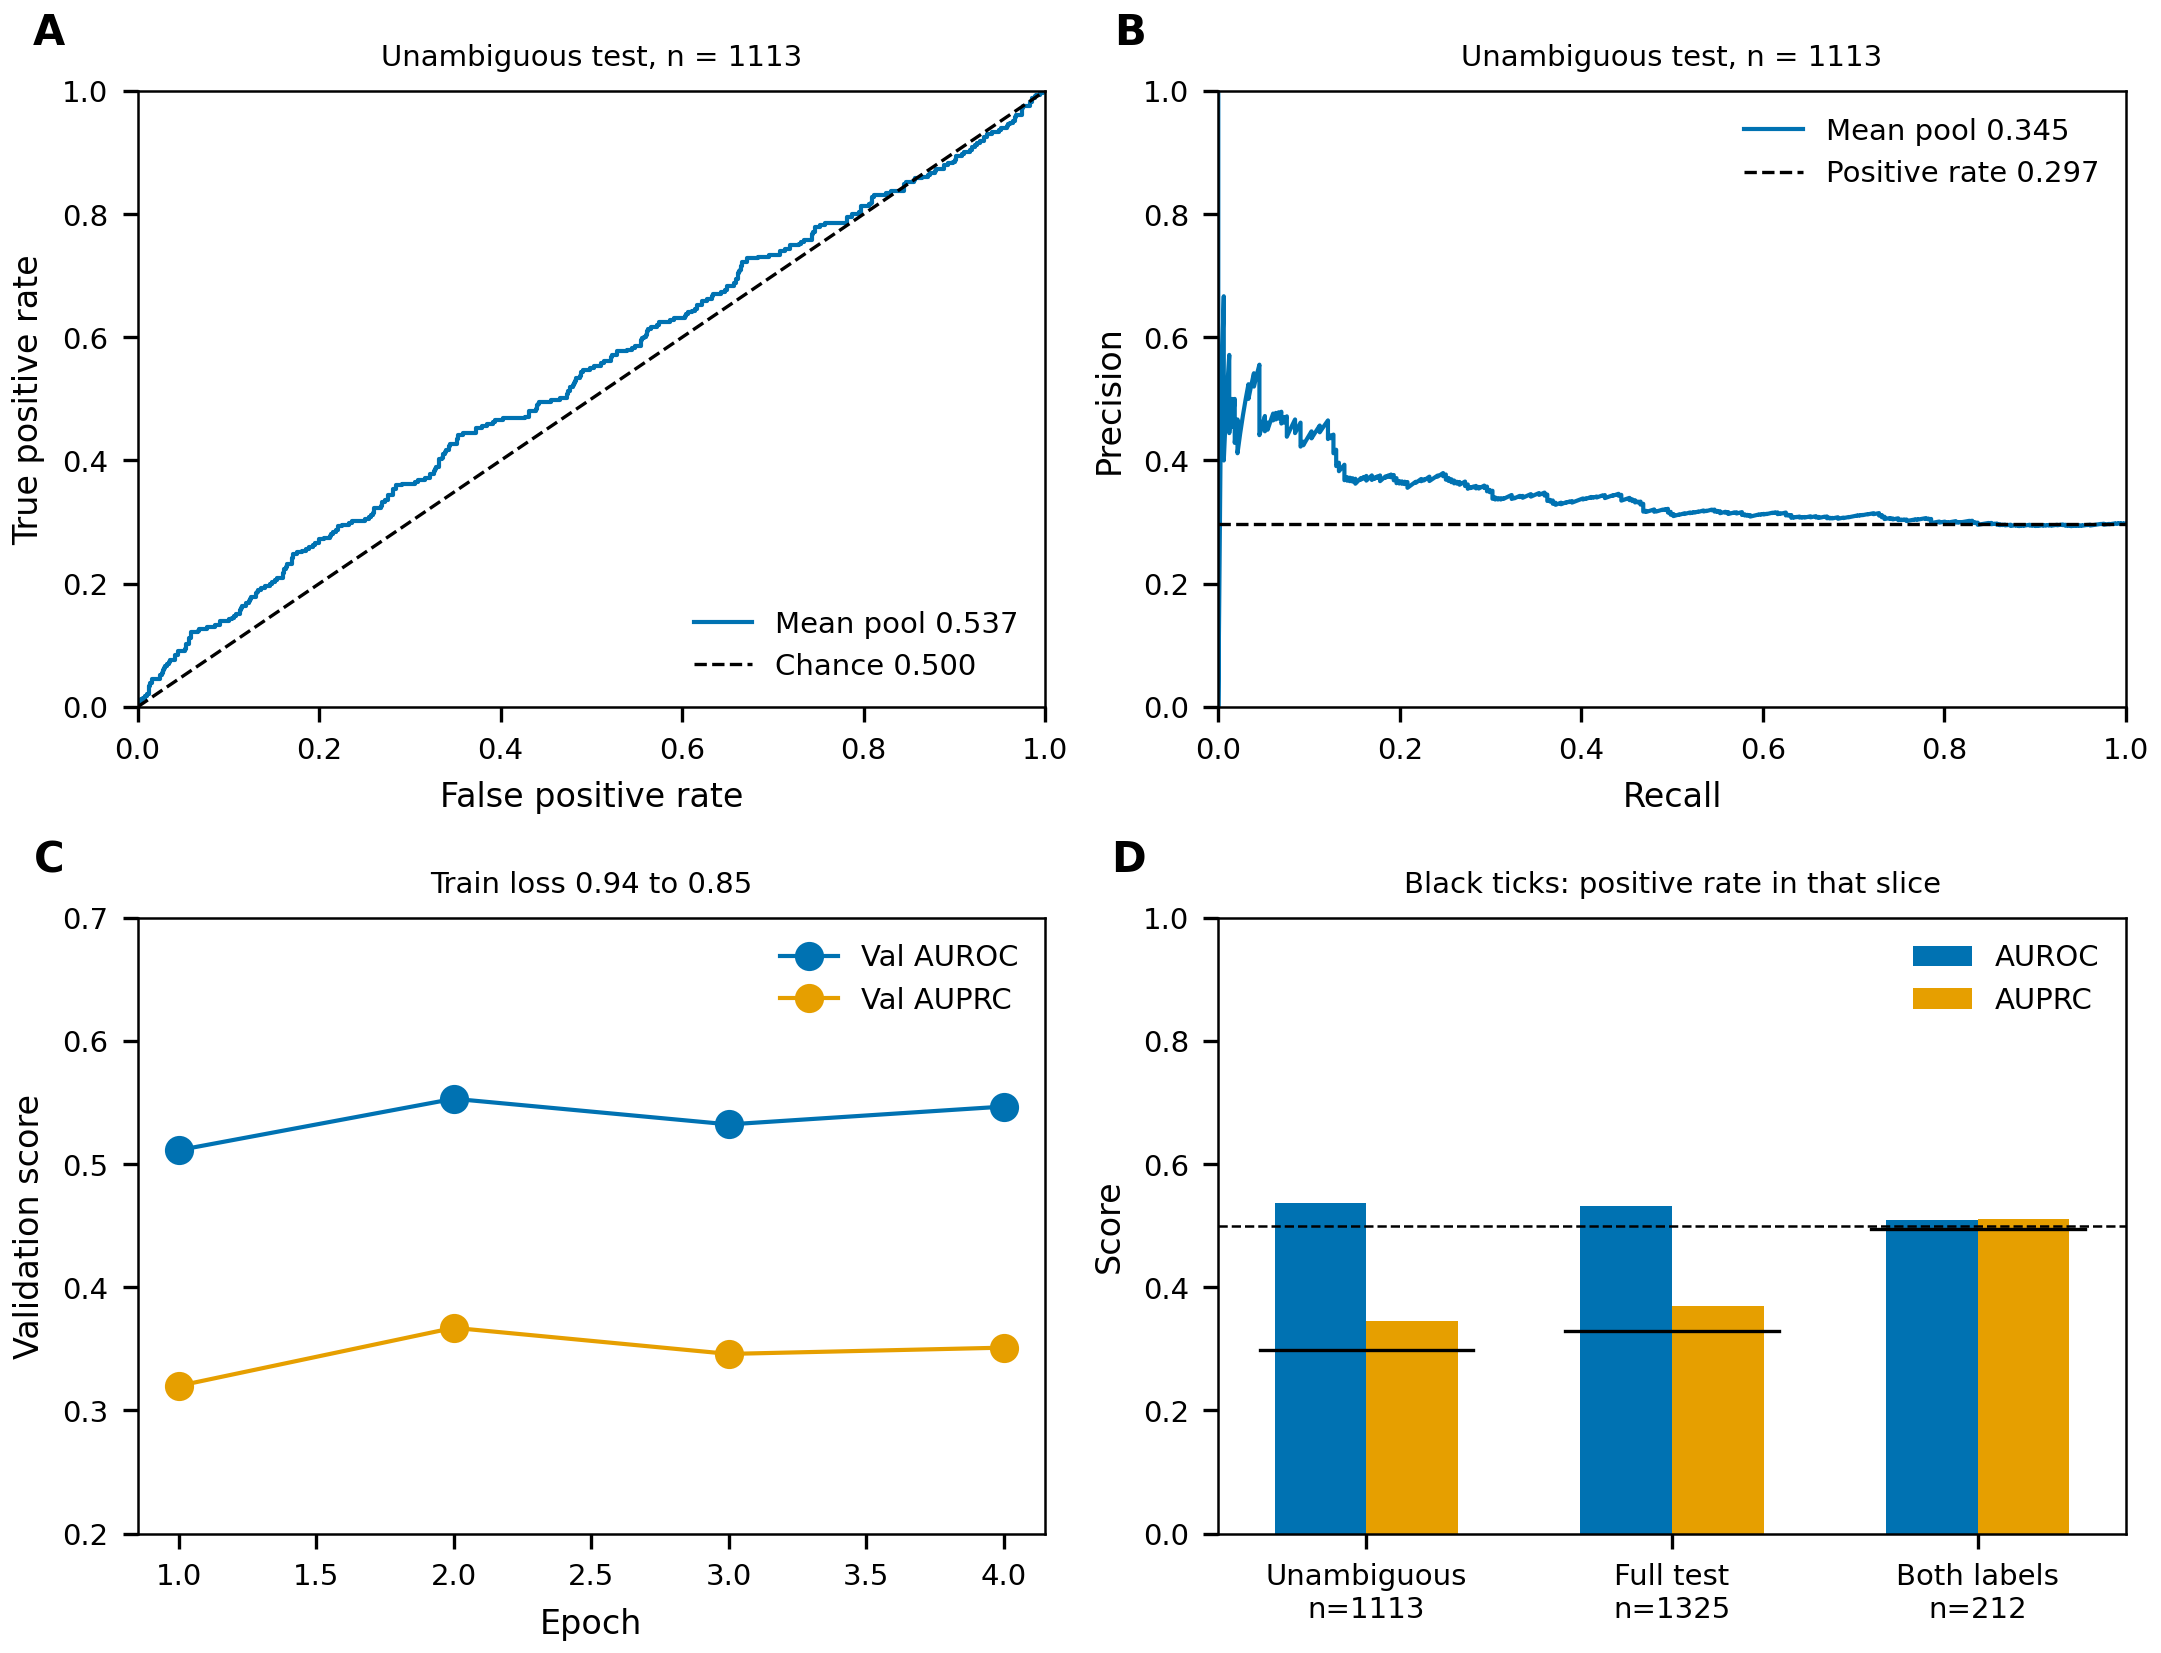 A
Unambiguous test, n = 1113
1.0
0.8
0.6
0.4
0.2
0.0
True positive rate
Mean pool 0.537
Chance 0.500
0.0 0.2 0.4 0.6 0.8 1.0
False positive rate
B
Unambiguous test, n = 1113
1.0
0.8
0.6
0.4
0.2
0.0
Precision
Mean pool 0.345
Positive rate 0.297
0.0 0.2 0.4 0.6 0.8 1.0
Recall
C
Train loss 0.94 to 0.85
0.7
0.6
0.5
0.4
0.3
0.2
Validation score
Val AUROC
Val AUPRC
1.0 1.5 2.0 2.5 3.0 3.5 4.0
Epoch
D
Black ticks: positive rate in that slice
1.0
0.8
0.6
0.4
0.2
0.0
Score
AUROC
AUPRC
Unambiguous Full test Both labels
n=1113 n=1325 n=212